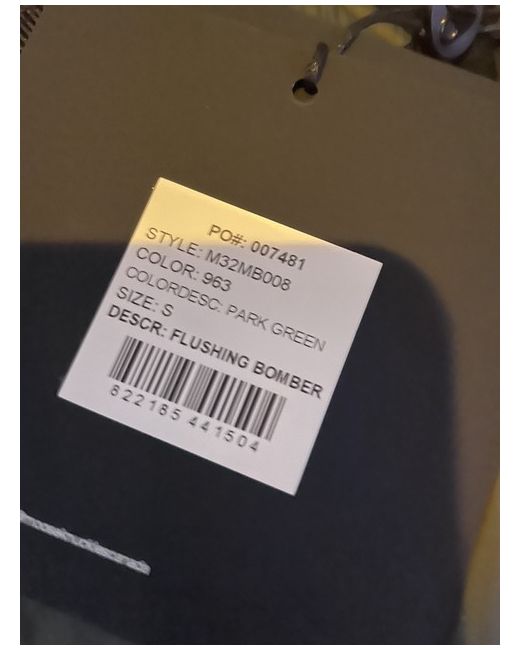 PO#: 007481
STYLE: M32MB008
COLOR: 963
COLORDESC: PARK GREEN
SIZE: S
DESCR: FLUSHING BOMBER
822185 441504